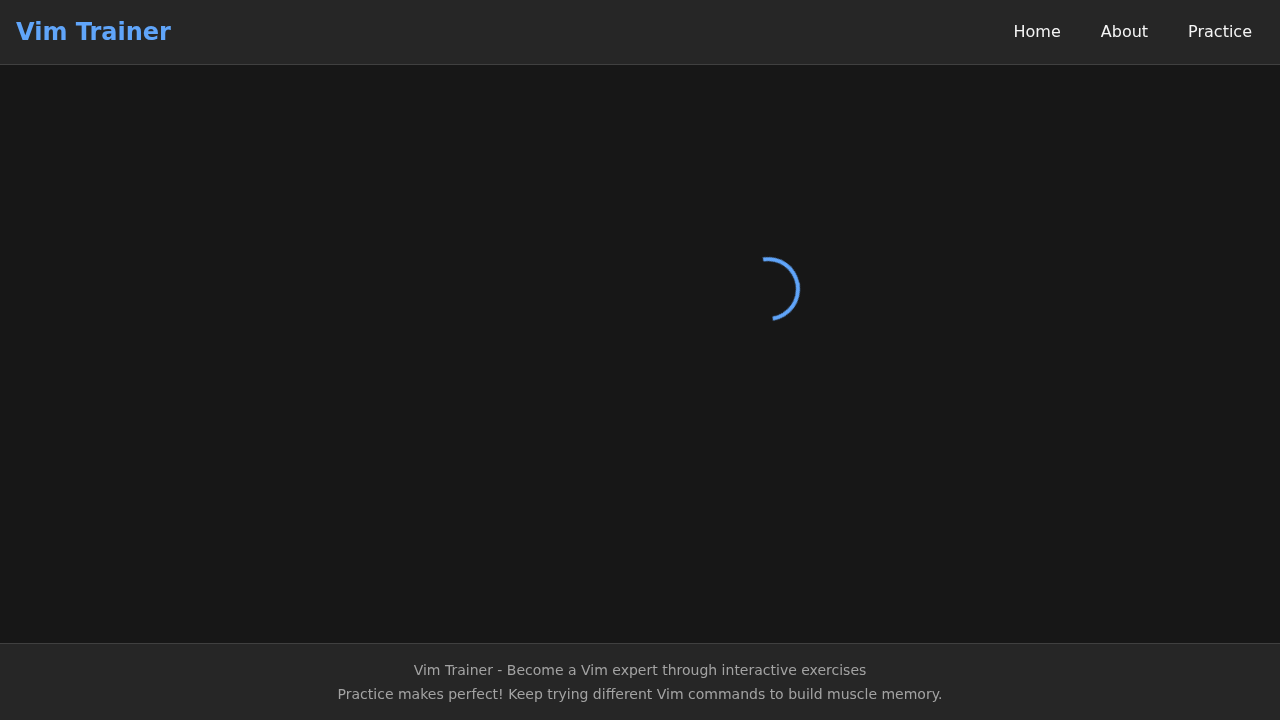 Vim Trainer
Home About Practice
Vim Trainer - Become a Vim expert through interactive exercises
Practice makes perfect! Keep trying different Vim commands to build muscle memory.